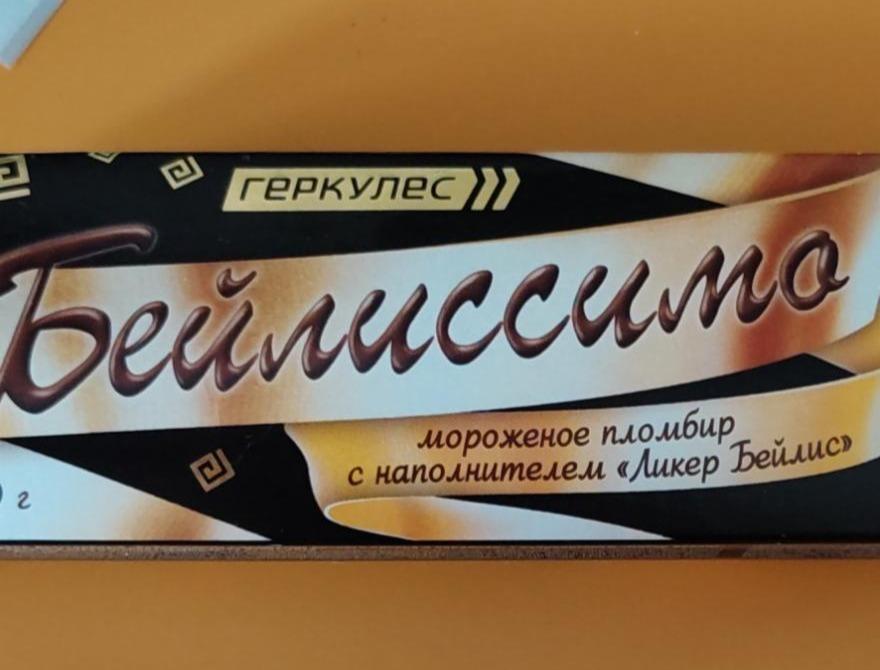 геркулес
Бейлиссимо
мороженое пломбир
с наполнителем «Ликер Бейлис»
г